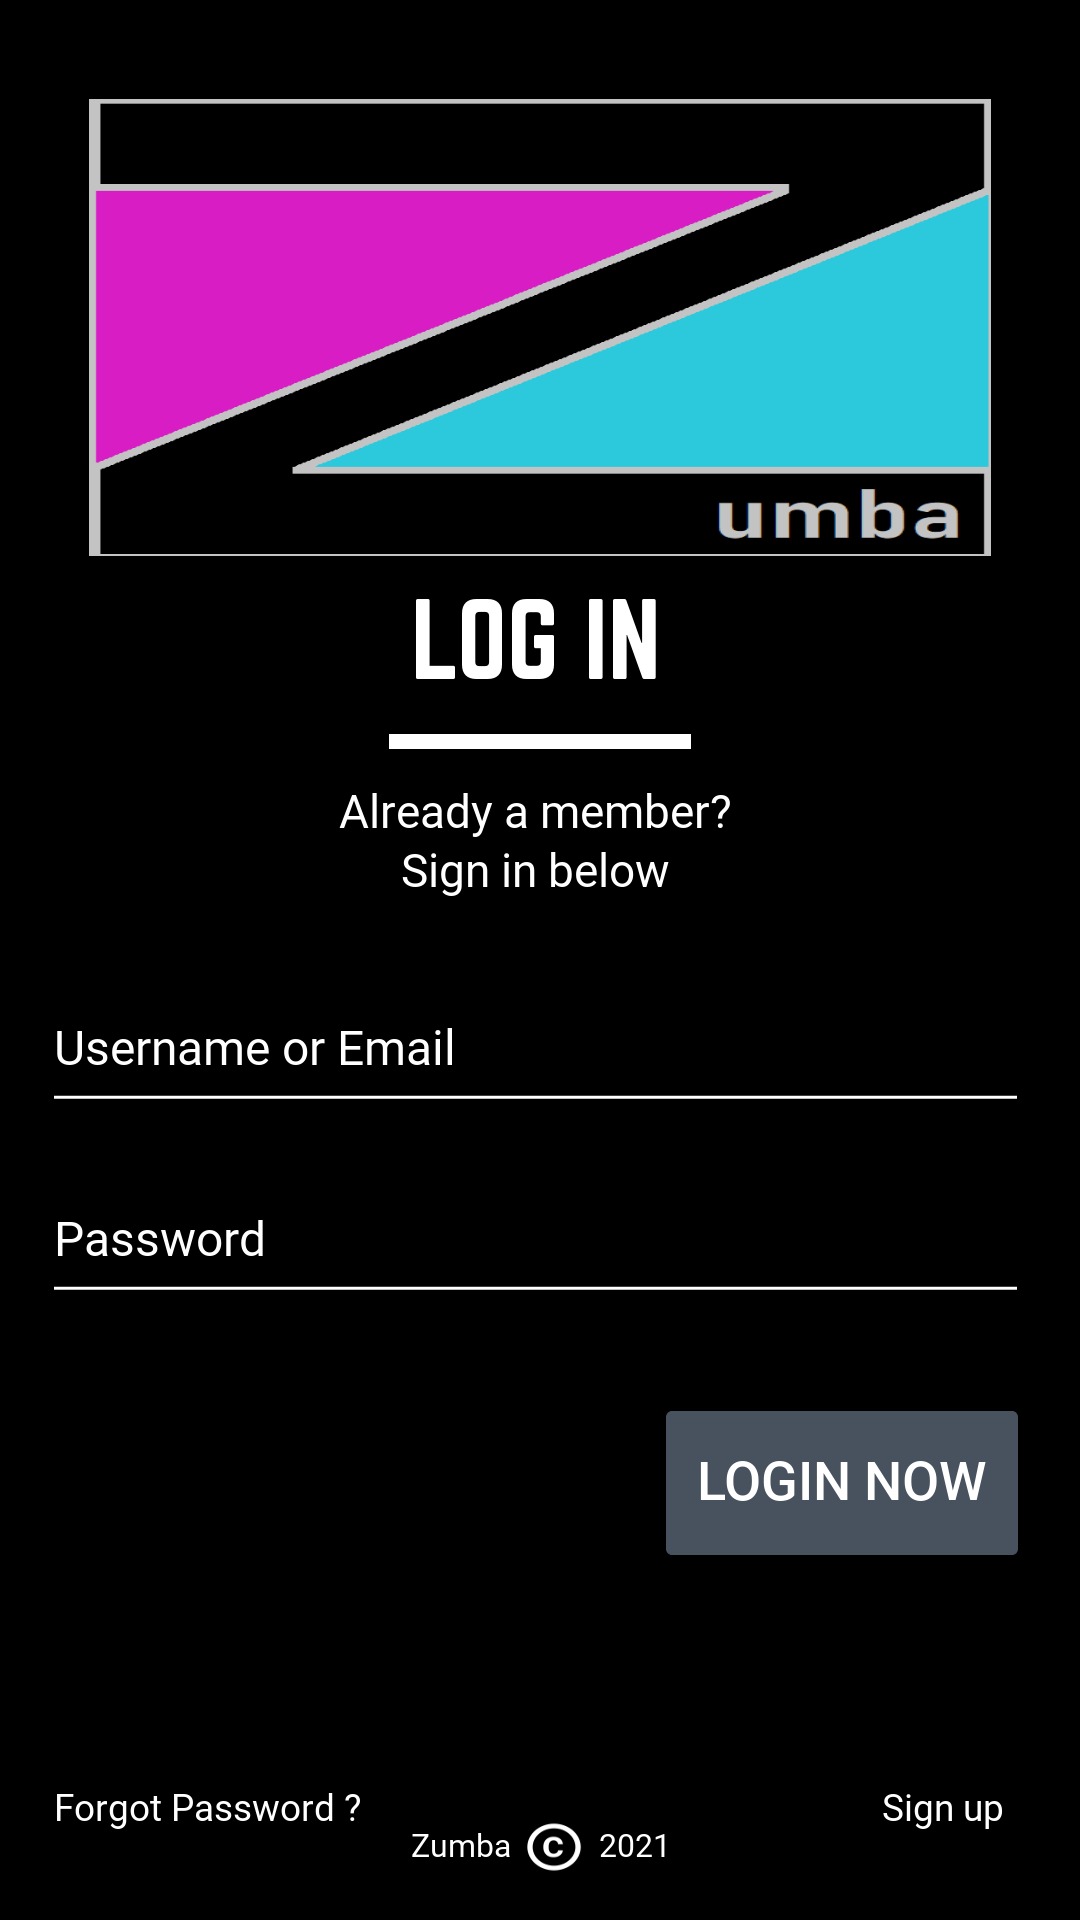 umba
LOG IN
Already a member?
Sign in below
Username or Email
Password
LOGIN NOW
Forgot Password ?
Sign up
Zumba © 2021